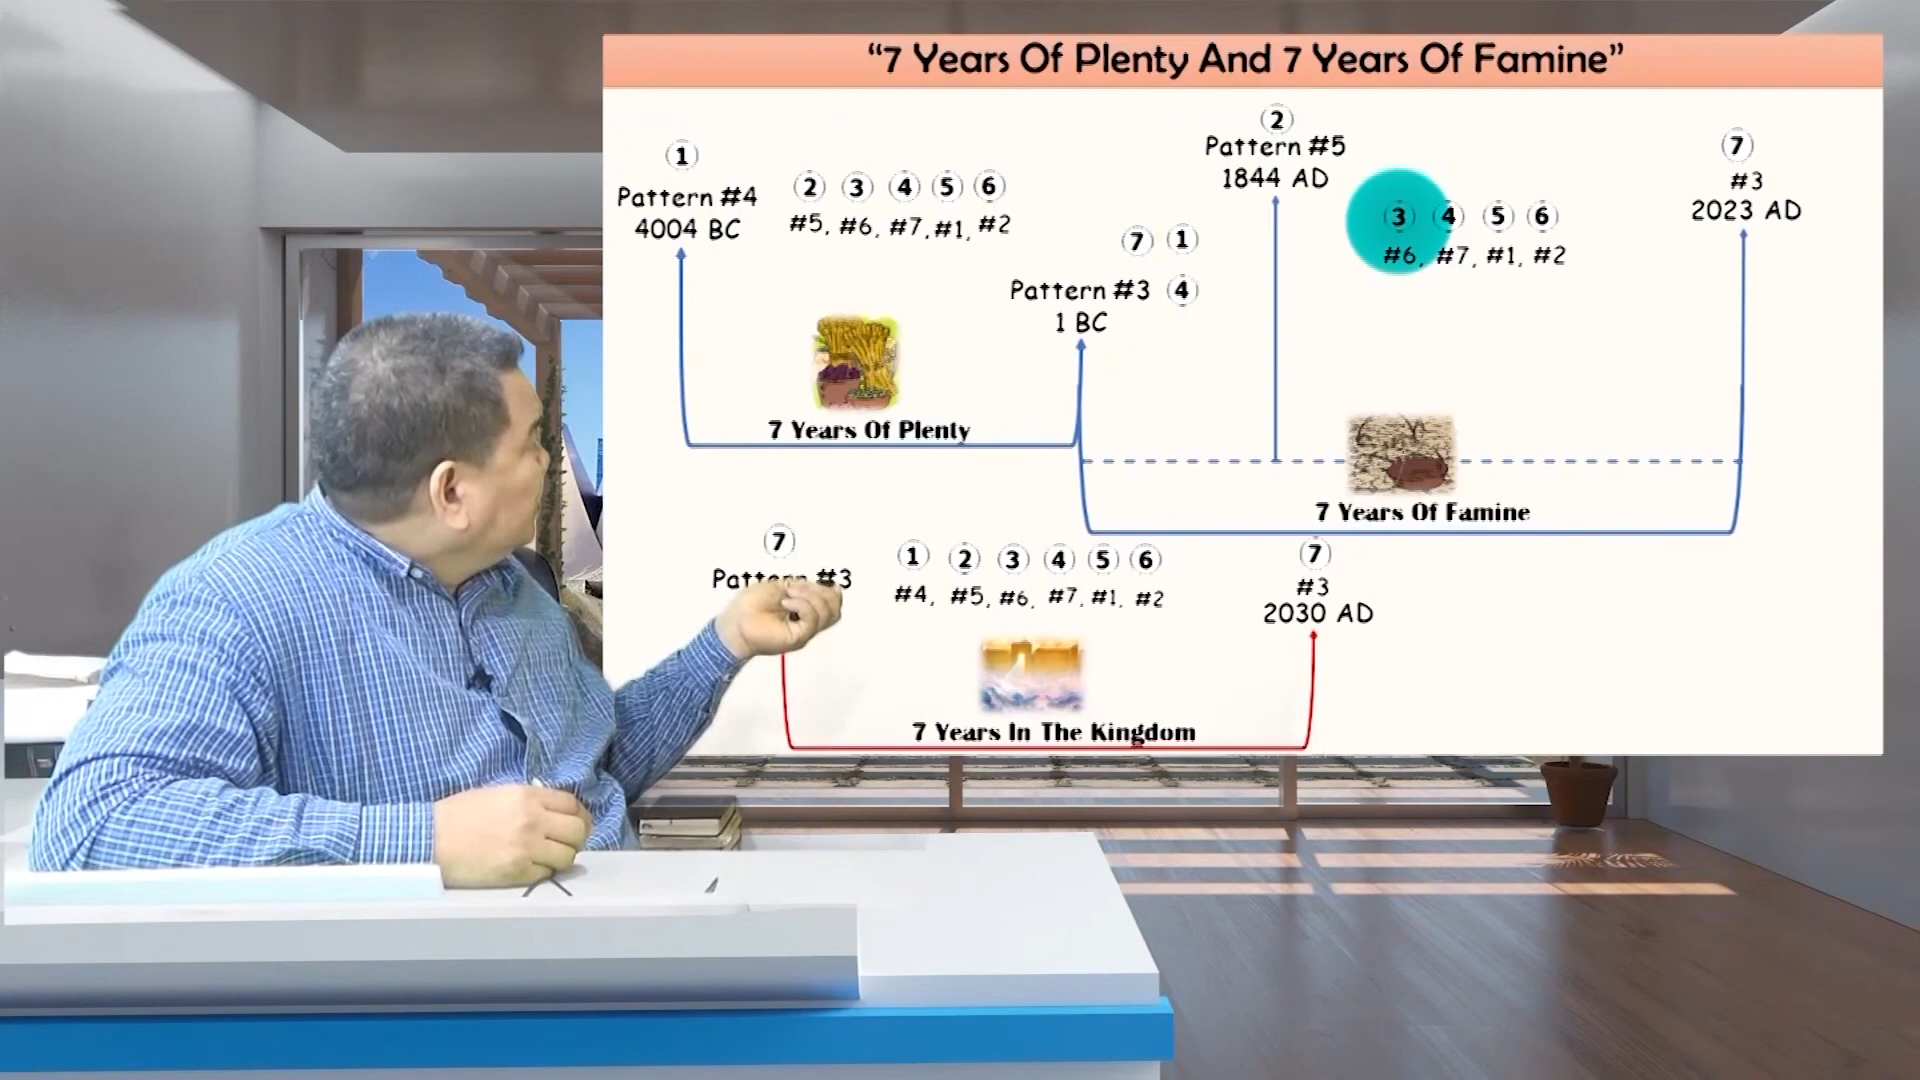 “7 Years Of Plenty And 7 Years Of Famine”
1
Pattern #4
4004 BC
2 3 4 5 6
#5, #6, #7, #1, #2
7 1
Pattern #3 4
1 BC
7 Years Of Plenty
2
Pattern #5
1844 AD
3 4 5 6
#6, #7, #1, #2
7
#3
2023 AD
7 Years Of Famine
7
Pattern #3
1 2 3 4 5 6
#4, #5, #6, #7, #1, #2
7
#3
2030 AD
7 Years In The Kingdom